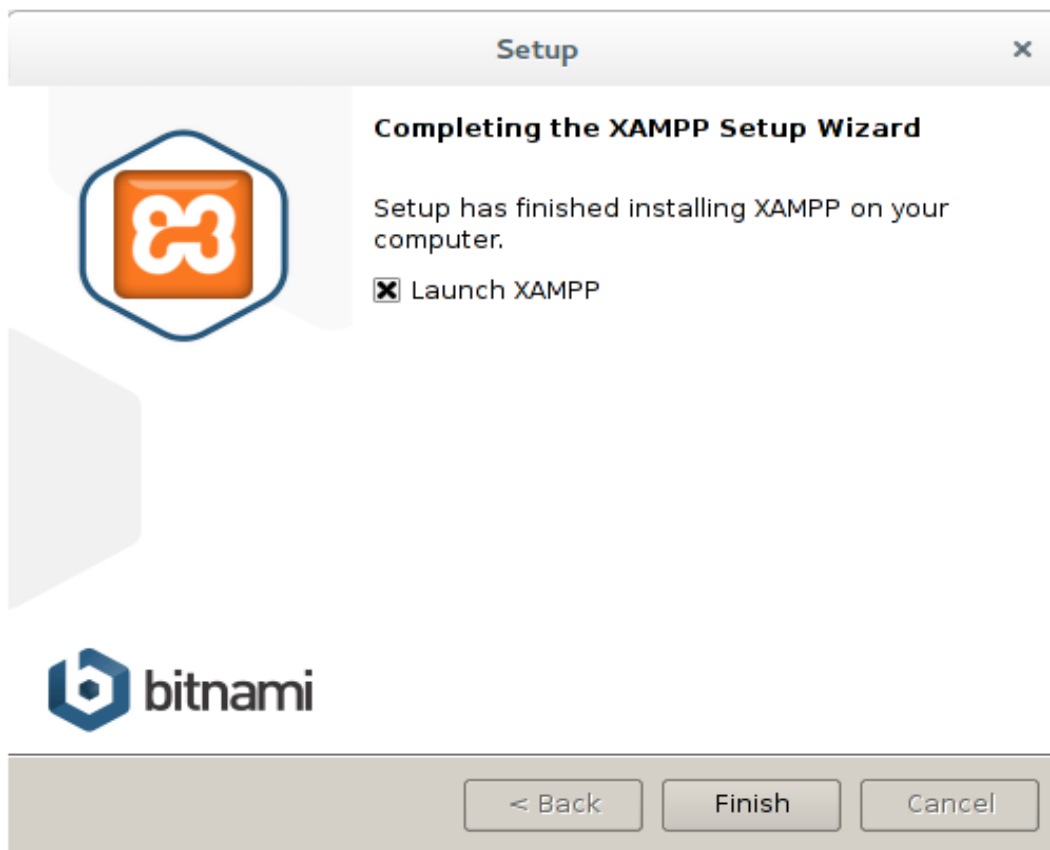 Setup
Completing the XAMPP Setup Wizard
Setup has finished installing XAMPP on your
computer.
Launch XAMPP
bitnami
< Back
Finish
Cancel